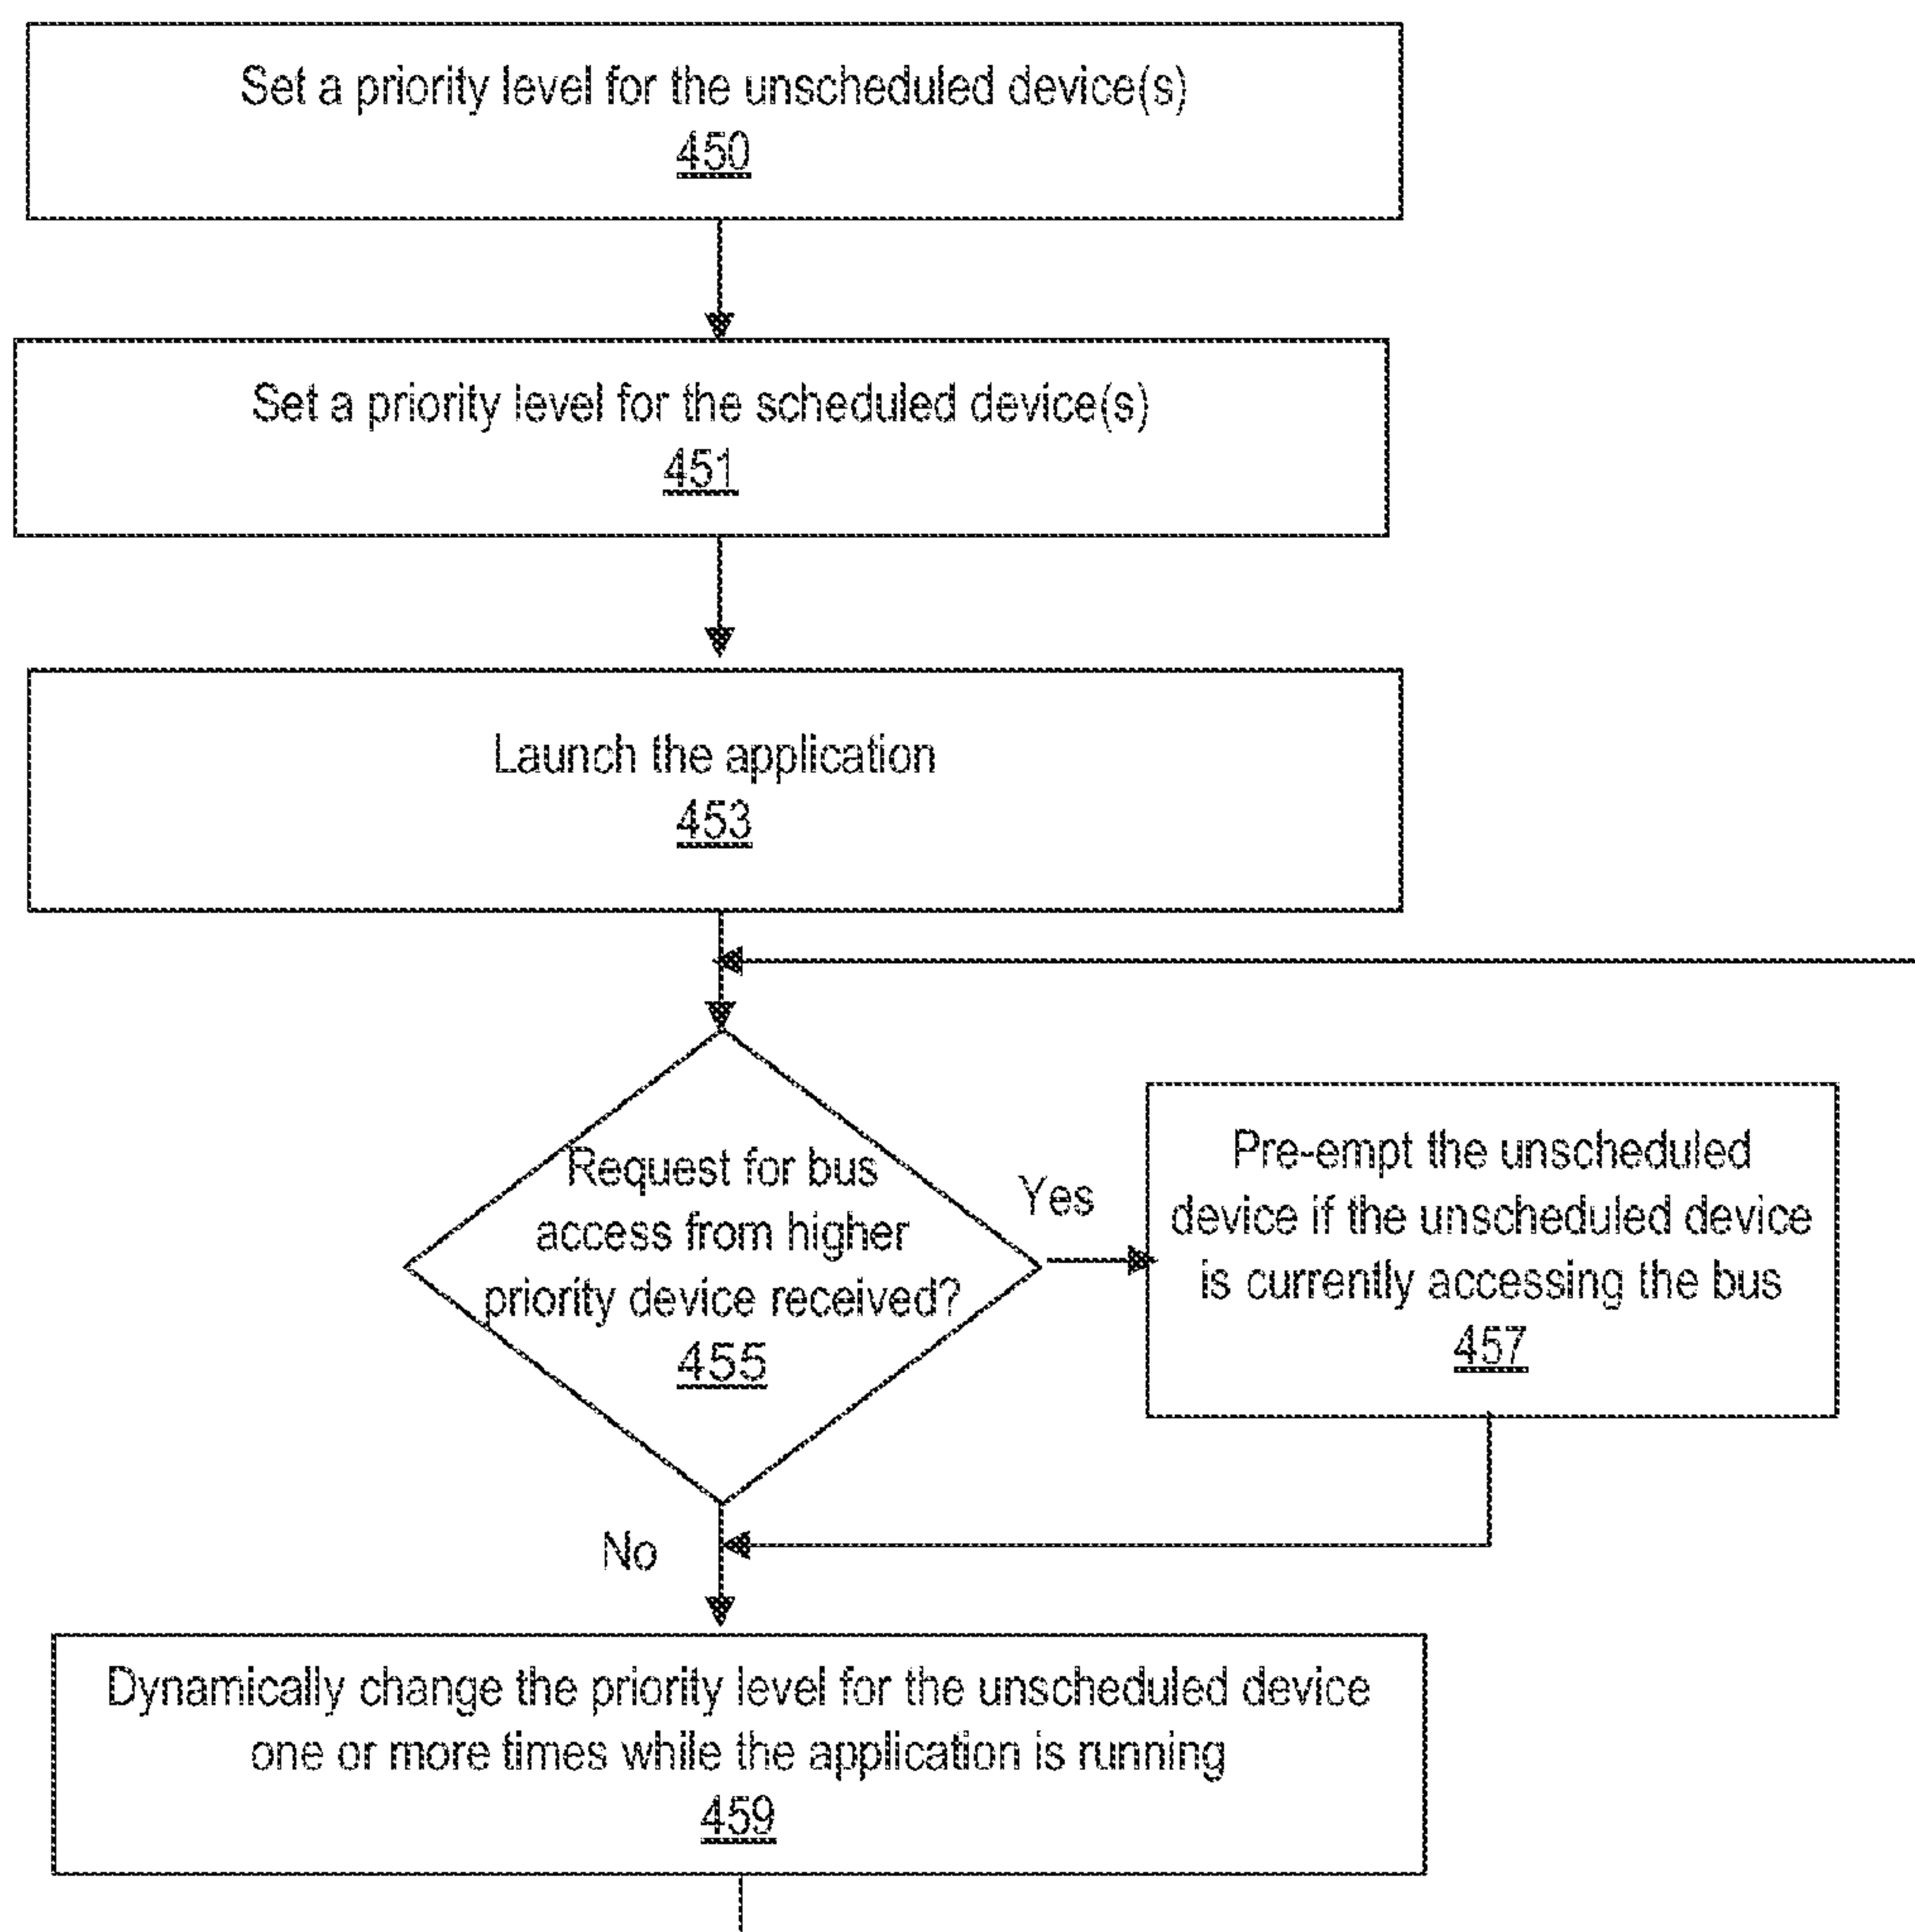 Set a priority level for the unscheduled device(s)
450
Set a priority level for the scheduled device(s)
451
Launch the application
453
Request for bus
access from higher
priority device received?
455
Yes
Pre-empt the unscheduled
device if the unscheduled device
is currently accessing the bus
457
No
Dynamically change the priority level for the unscheduled device
one or more times while the application is running
459